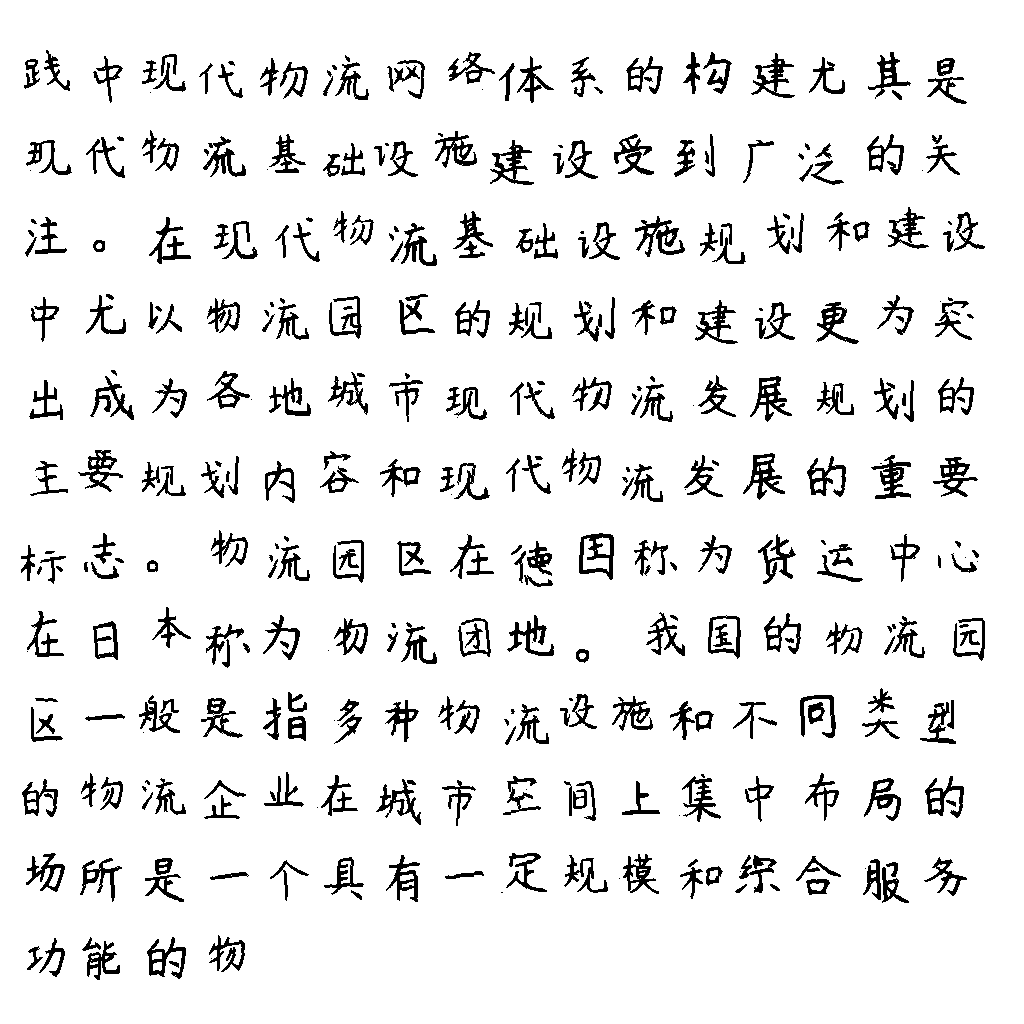 践中现代物流网络体系的构建尤其是
现代物流基础设施建设受到广泛的关
注。在现代物流基础设施规划和建设
中尤以物流园区的规划和建设更为突
出成为各地城市现代物流发展规划的
主要规划内容和现代物流发展的重要
标志。物流园区在德国称为货运中心
在日本称为物流团地。我国的物流园
区一般是指多种物流设施和不同类型
的物流企业在城市空间上集中布局的
场所是一个具有一定规模和综合服务
功能的物